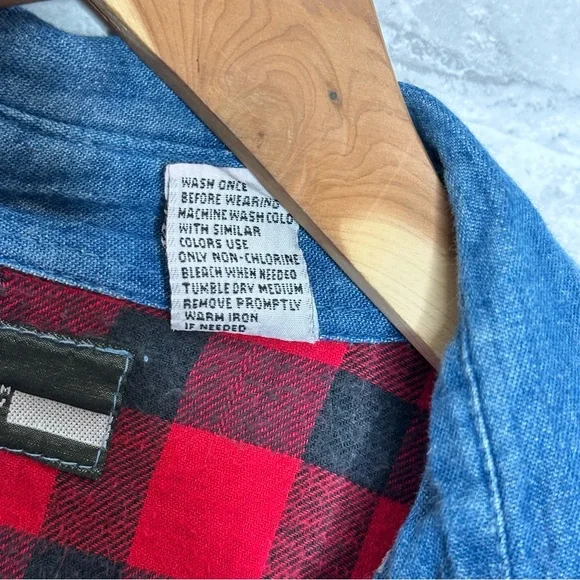 WASH ONCE
BEFORE WEARING
MACHINE WASH COLD
WITH SIMILAR
COLORS USE
ONLY NON-CHLORINE
BLEACH WHEN NEEDED
TUMBLE DRY MEDIUM
REMOVE PROMPTLY
WARM IRON
IF NEEDED
M